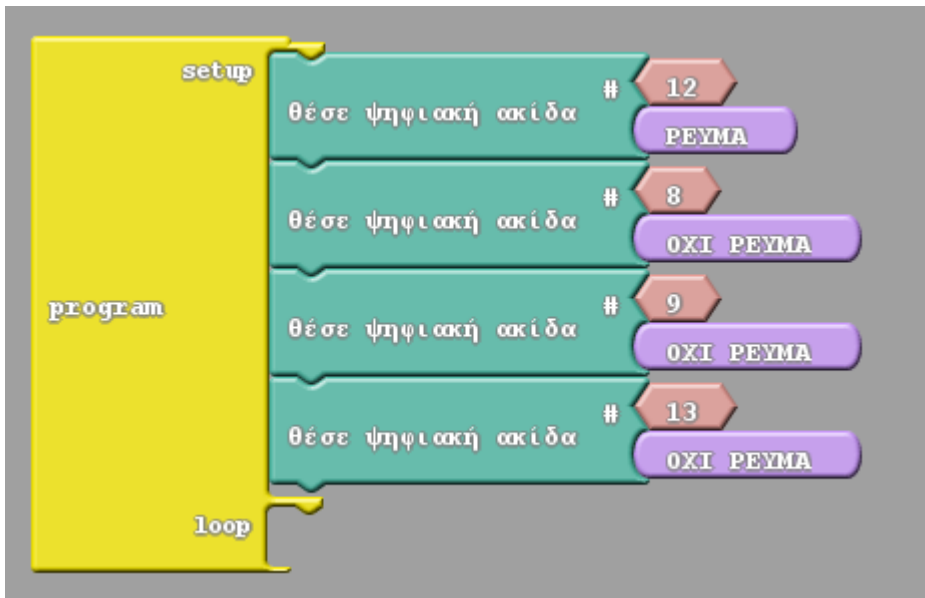 setup
θέσε ψηφιακή ακίδα # 12
ΡΕΥΜΑ
θέσε ψηφιακή ακίδα # 8
ΟΧΙ ΡΕΥΜΑ
program
θέσε ψηφιακή ακίδα # 9
ΟΧΙ ΡΕΥΜΑ
θέσε ψηφιακή ακίδα # 13
ΟΧΙ ΡΕΥΜΑ
loop